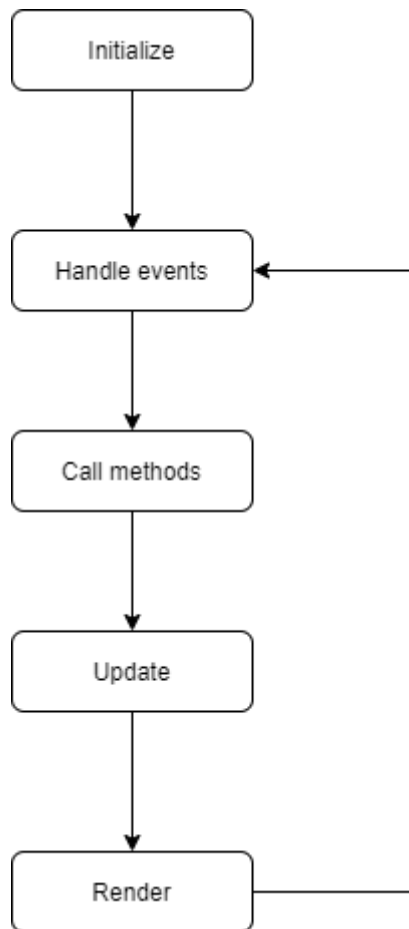 Initialize
Handle events
Call methods
Update
Render